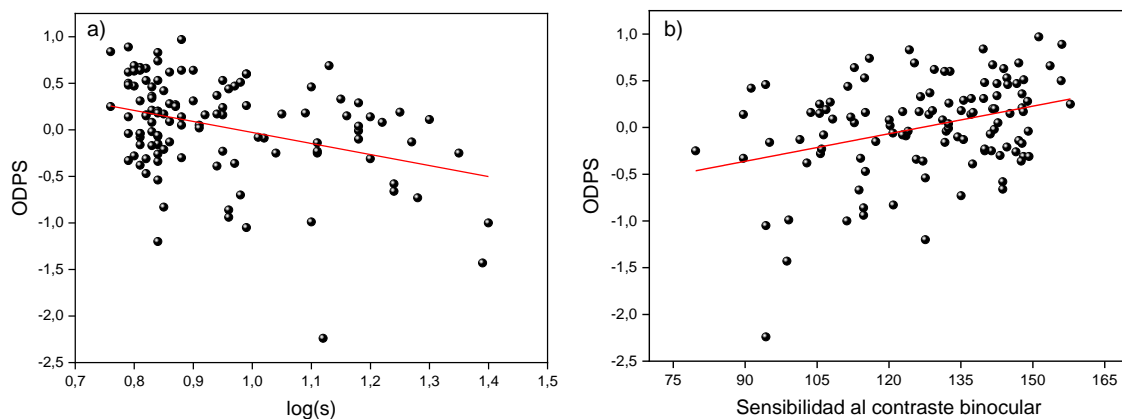 a)
ODPS
1,0
0,5
0,0
-0,5
-1,0
-1,5
-2,0
-2,5
0,7 0,8 0,9 1,0 1,1 1,2 1,3 1,4 1,5
log(s)
b)
ODPS
1,0
0,5
0,0
-0,5
-1,0
-1,5
-2,0
-2,5
75 90 105 120 135 150 165
Sensibilidad al contraste binocular